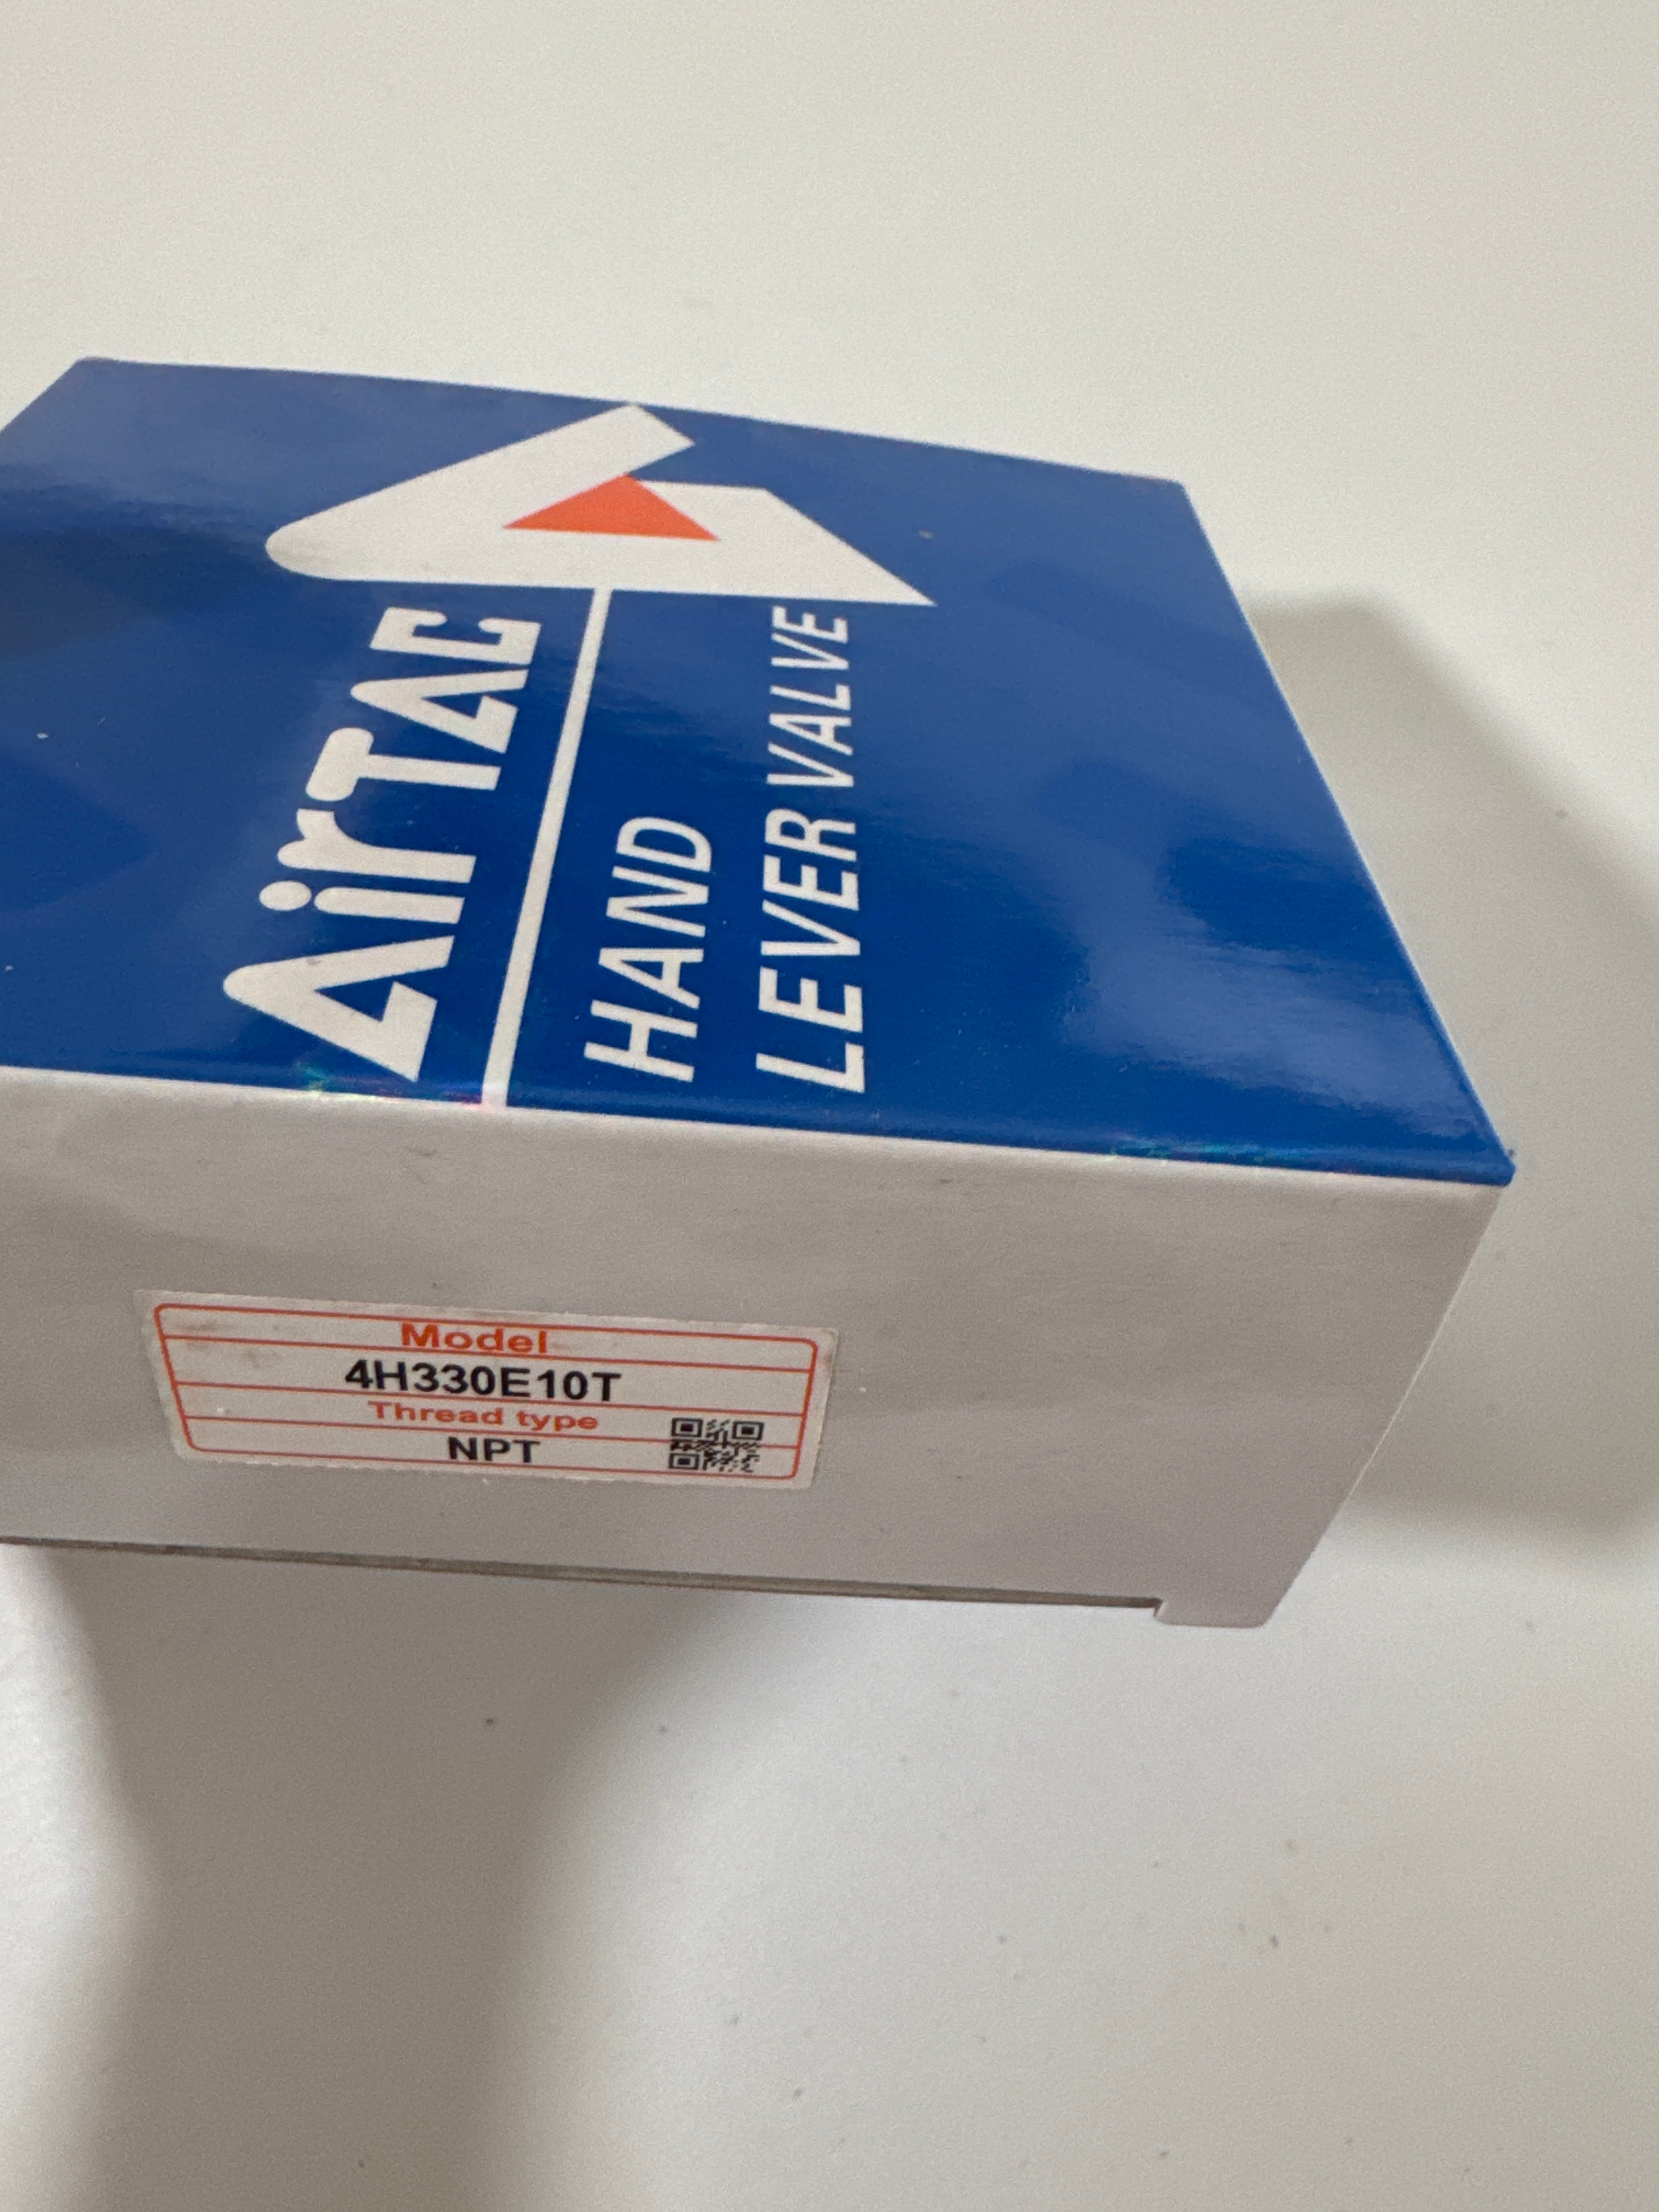 AirTAC
HAND
LEVER VALVE
Model
4H330E10T
Thread type
NPT